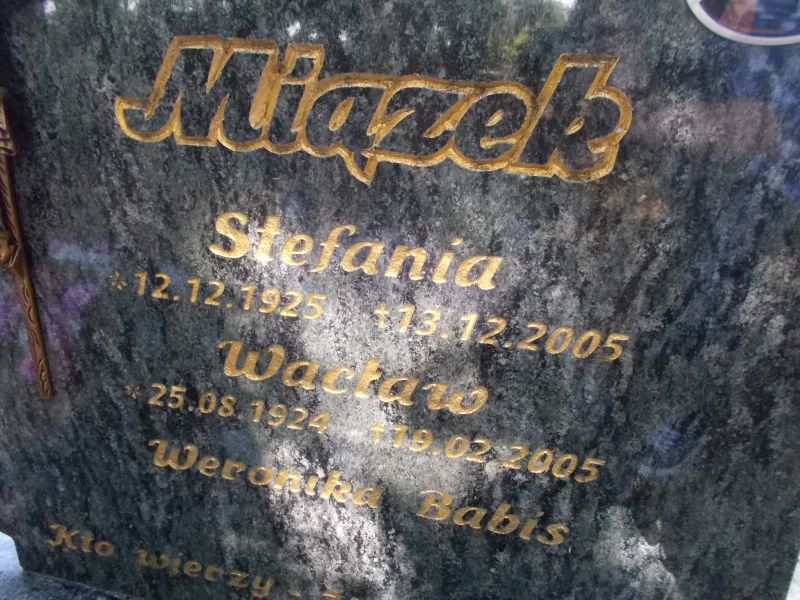 Miązek
Stefania
*12.12.1925 †13.12.2005
Wacław
*25.08.1924 †19.02.2005
Weronika Babis
Kto wierzy -